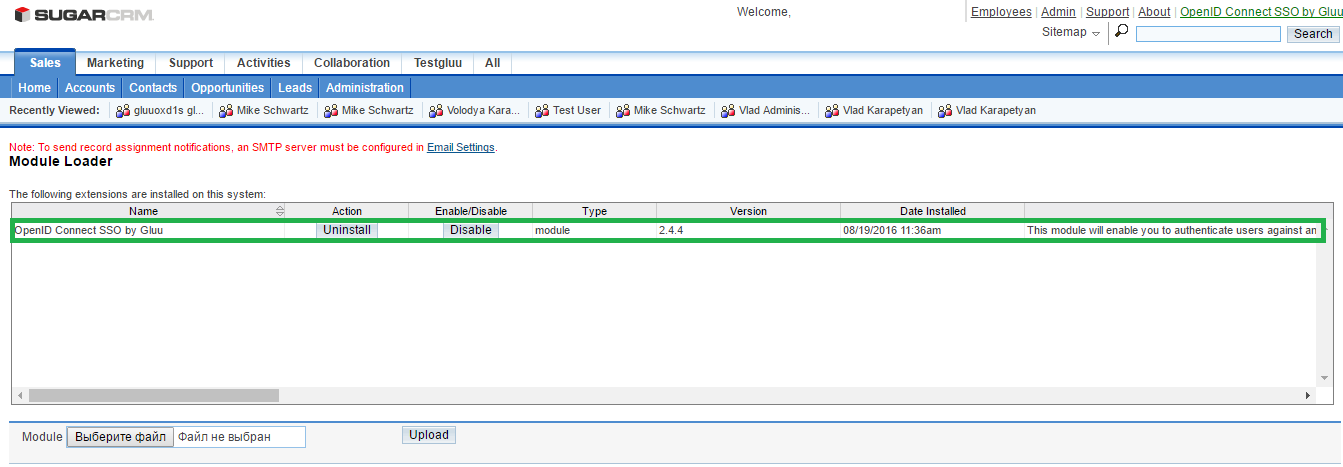 SUGARCRM Welcome, Employees | Admin | Support | About | OpenID Connect SSO by Gluu
Sitemap Search
Sales Marketing Support Activities Collaboration Testgluu All
Home Accounts Contacts Opportunities Leads Administration
Recently Viewed: gluuoxd1s gl... Mike Schwartz Mike Schwartz Volodya Kara... Test User Mike Schwartz Vlad Adminis... Vlad Karapetyan Vlad Karapetyan
Note: To send record assignment notifications, an SMTP server must be configured in Email Settings.
Module Loader
The following extensions are installed on this system:
Name Action Enable/Disable Type Version Date Installed
OpenID Connect SSO by Gluu Uninstall Disable module 2.4.4 08/19/2016 11:36am This module will enable you to authenticate users against an
Module Выберите файл Файл не выбран Upload